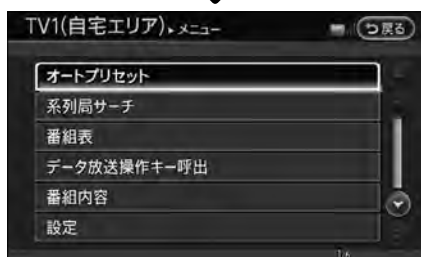 TV1(自宅エリア)▸メニュー
戻る
オートプリセット
系列局サーチ
番組表
データ放送操作キー呼出
番組内容
設定